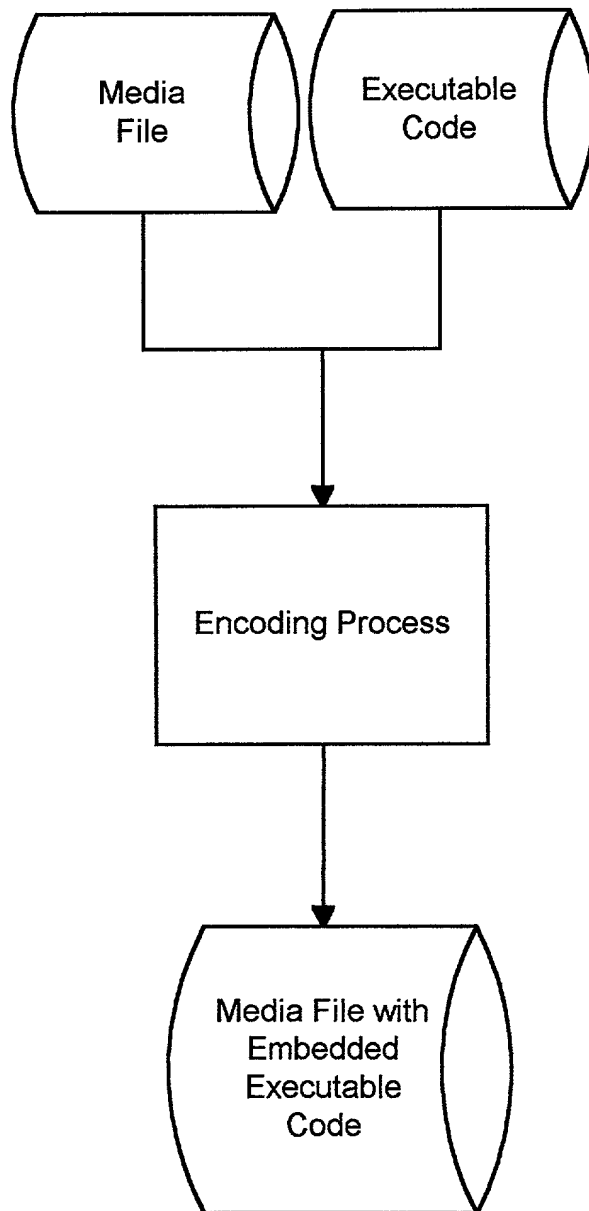 Media
File
Executable
Code
Encoding Process
Media File with
Embedded
Executable
Code